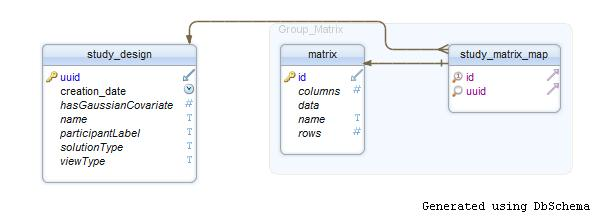 Group_Matrix
study_design
uuid
creation_date
hasGaussianCovariate #
name T
participantLabel T
solutionType T
viewType T
matrix
id
columns #
data
name T
rows #
study_matrix_map
id
uuid
Generated using DbSchema